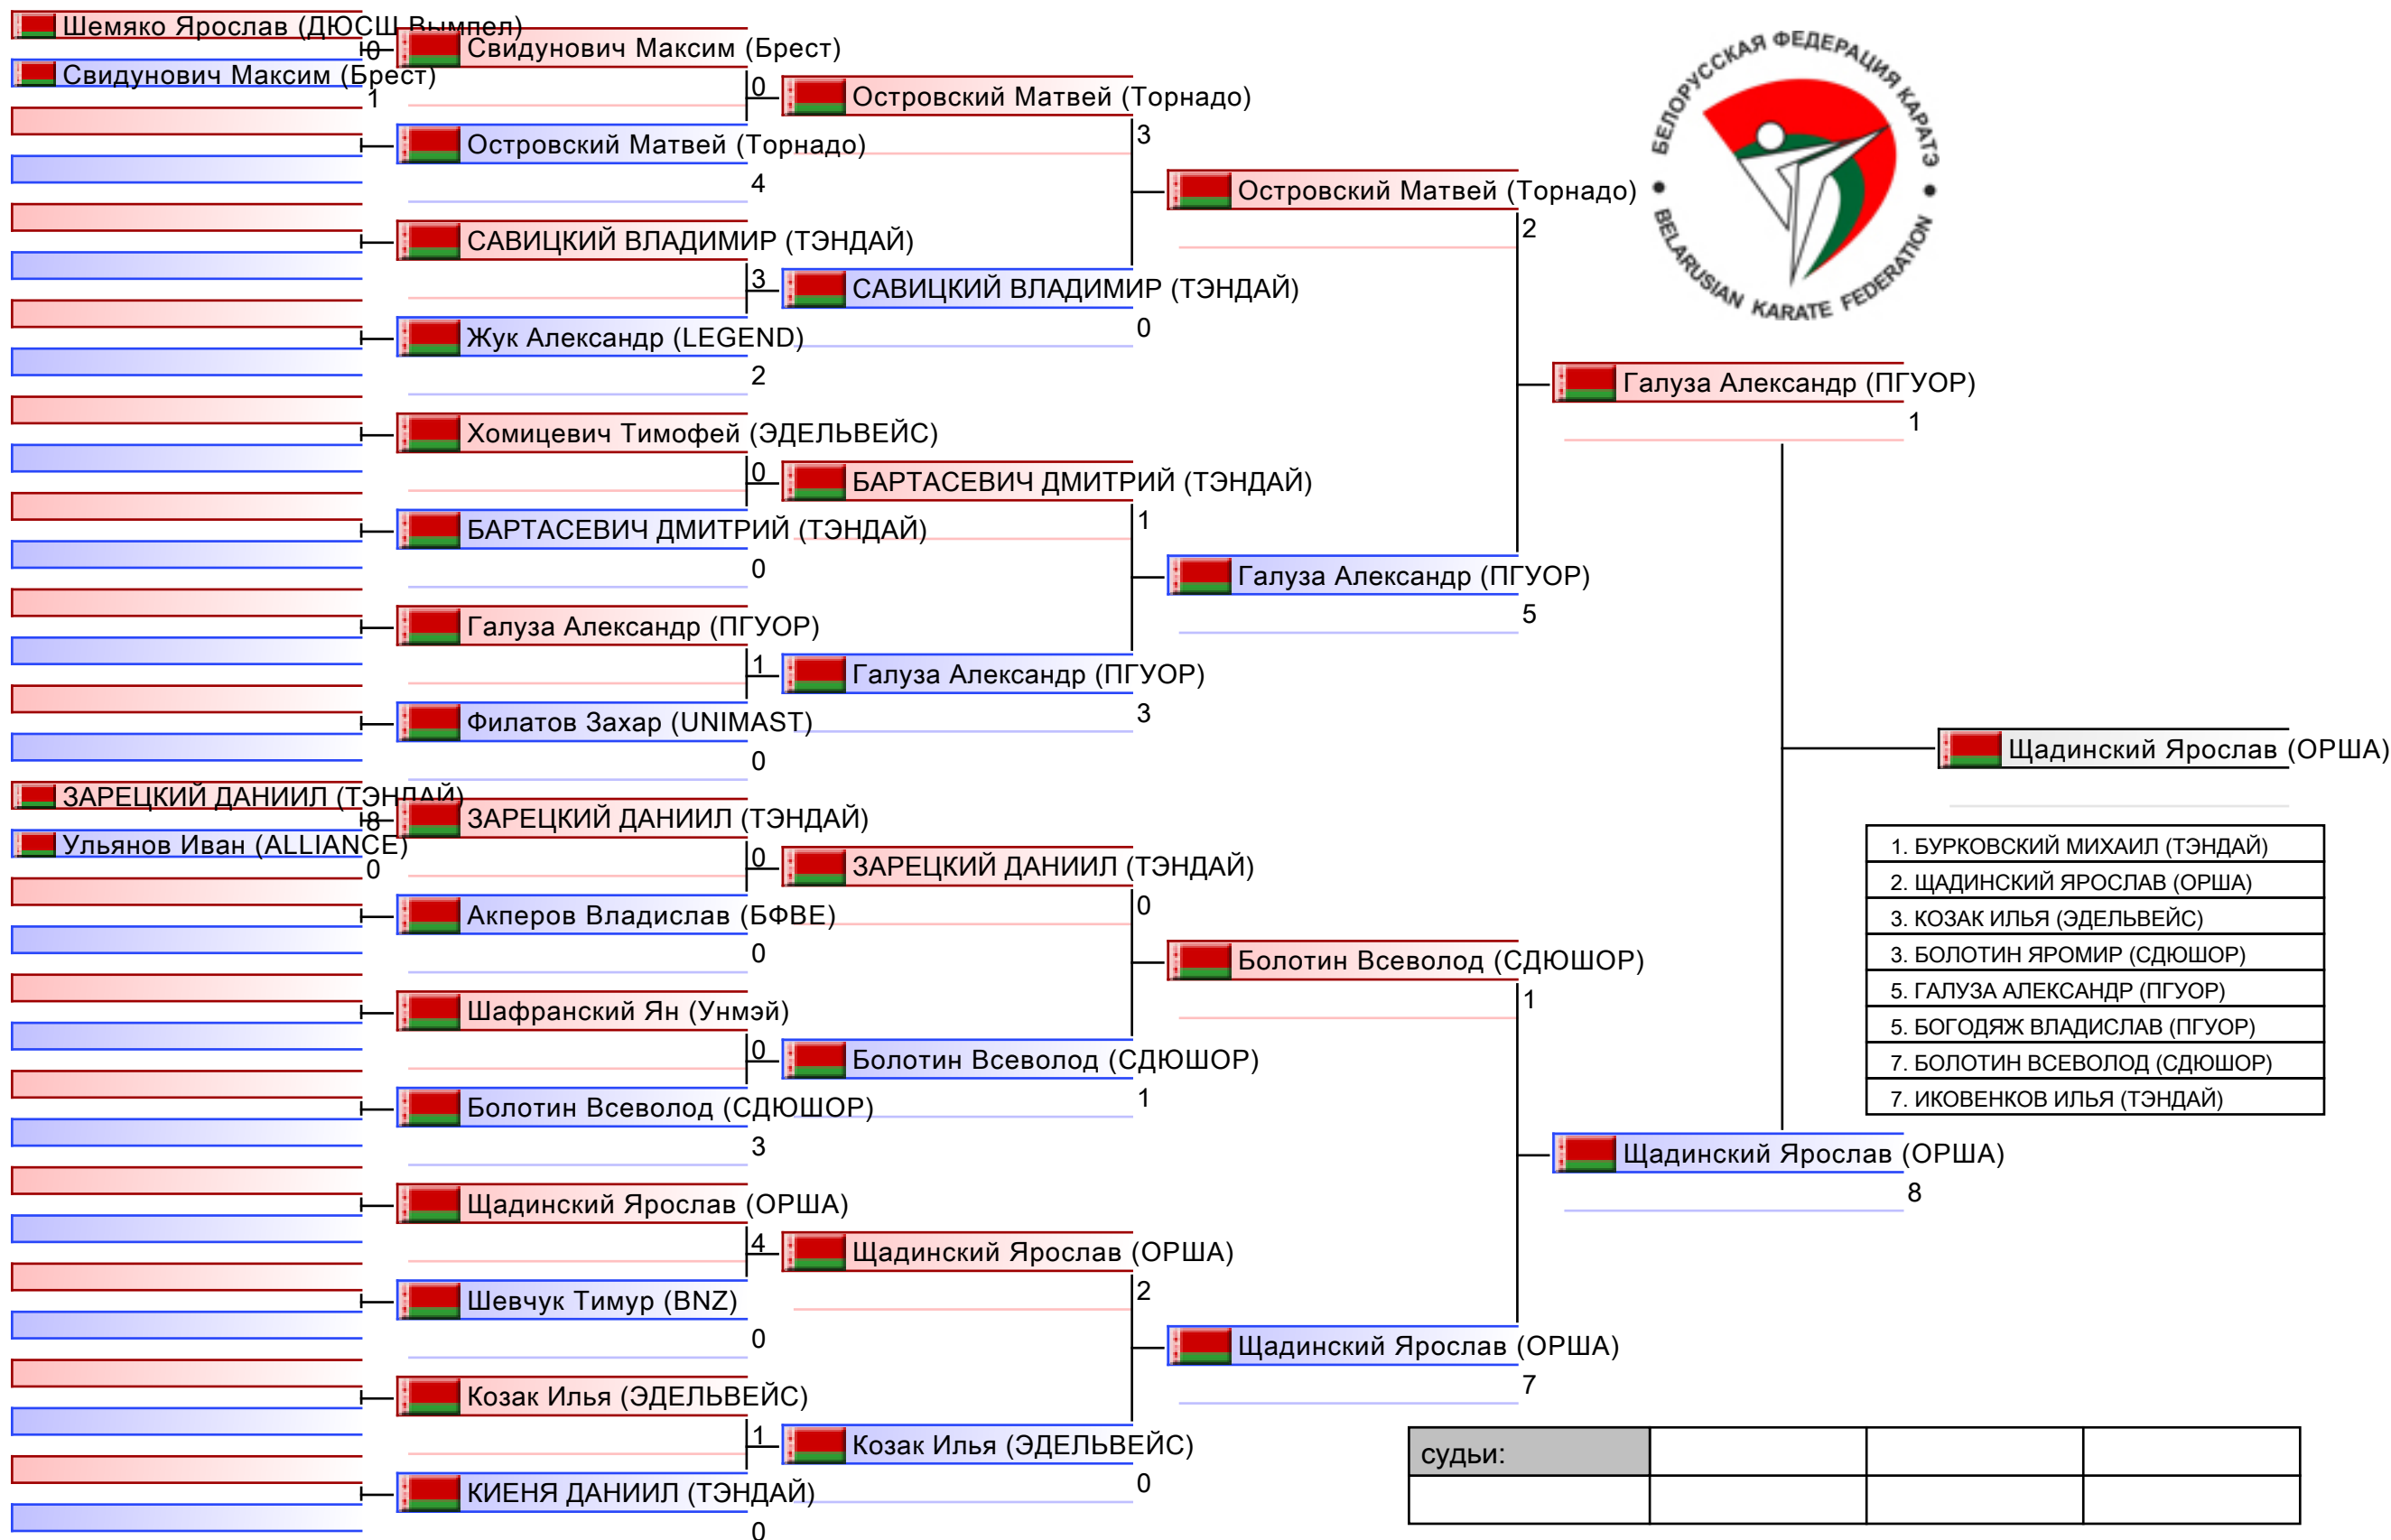 Шемяко Ярослав (ДЮСШ Вымпел)
0
Свидунович Максим (Брест)
1
ЗАРЕЦКИЙ ДАНИИЛ (ТЭНДАЙ)
8
Ульянов Иван (ALLIANCE)
0
Свидунович Максим (Брест)
0
Островский Матвей (Торнадо)
4
САВИЦКИЙ ВЛАДИМИР (ТЭНДАЙ)
3
Жук Александр (LEGEND)
2
Хомицевич Тимофей (ЭДЕЛЬВЕЙС)
0
БАРТАСЕВИЧ ДМИТРИЙ (ТЭНДАЙ)
0
Галуза Александр (ПГУОР)
1
Филатов Захар (UNIMAST)
0
ЗАРЕЦКИЙ ДАНИИЛ (ТЭНДАЙ)
0
Акперов Владислав (БФВЕ)
0
Шафранский Ян (Унмэй)
0
Болотин Всеволод (СДЮШОР)
3
Щадинский Ярослав (ОРША)
4
Шевчук Тимур (BNZ)
0
Козак Илья (ЭДЕЛЬВЕЙС)
1
КИЕНЯ ДАНИИЛ (ТЭНДАЙ)
0
Островский Матвей (Торнадо)
3
САВИЦКИЙ ВЛАДИМИР (ТЭНДАЙ)
0
БАРТАСЕВИЧ ДМИТРИЙ (ТЭНДАЙ)
1
Галуза Александр (ПГУОР)
3
ЗАРЕЦКИЙ ДАНИИЛ (ТЭНДАЙ)
0
Болотин Всеволод (СДЮШОР)
1
Щадинский Ярослав (ОРША)
2
Козак Илья (ЭДЕЛЬВЕЙС)
0
Островский Матвей (Торнадо)
2
Галуза Александр (ПГУОР)
5
Болотин Всеволод (СДЮШОР)
1
Щадинский Ярослав (ОРША)
7
Галуза Александр (ПГУОР)
1
Щадинский Ярослав (ОРША)
8
Щадинский Ярослав (ОРША)
БЕЛОРУССКАЯ ФЕДЕРАЦИЯ КАРАТЭ
BELARUSIAN KARATE FEDERATION
1. БУРКОВСКИЙ МИХАИЛ (ТЭНДАЙ)
2. ЩАДИНСКИЙ ЯРОСЛАВ (ОРША)
3. КОЗАК ИЛЬЯ (ЭДЕЛЬВЕЙС)
3. БОЛОТИН ЯРОМИР (СДЮШОР)
5. ГАЛУЗА АЛЕКСАНДР (ПГУОР)
5. БОГОДЯЖ ВЛАДИСЛАВ (ПГУОР)
7. БОЛОТИН ВСЕВОЛОД (СДЮШОР)
7. ИКОВЕНКОВ ИЛЬЯ (ТЭНДАЙ)
судьи: